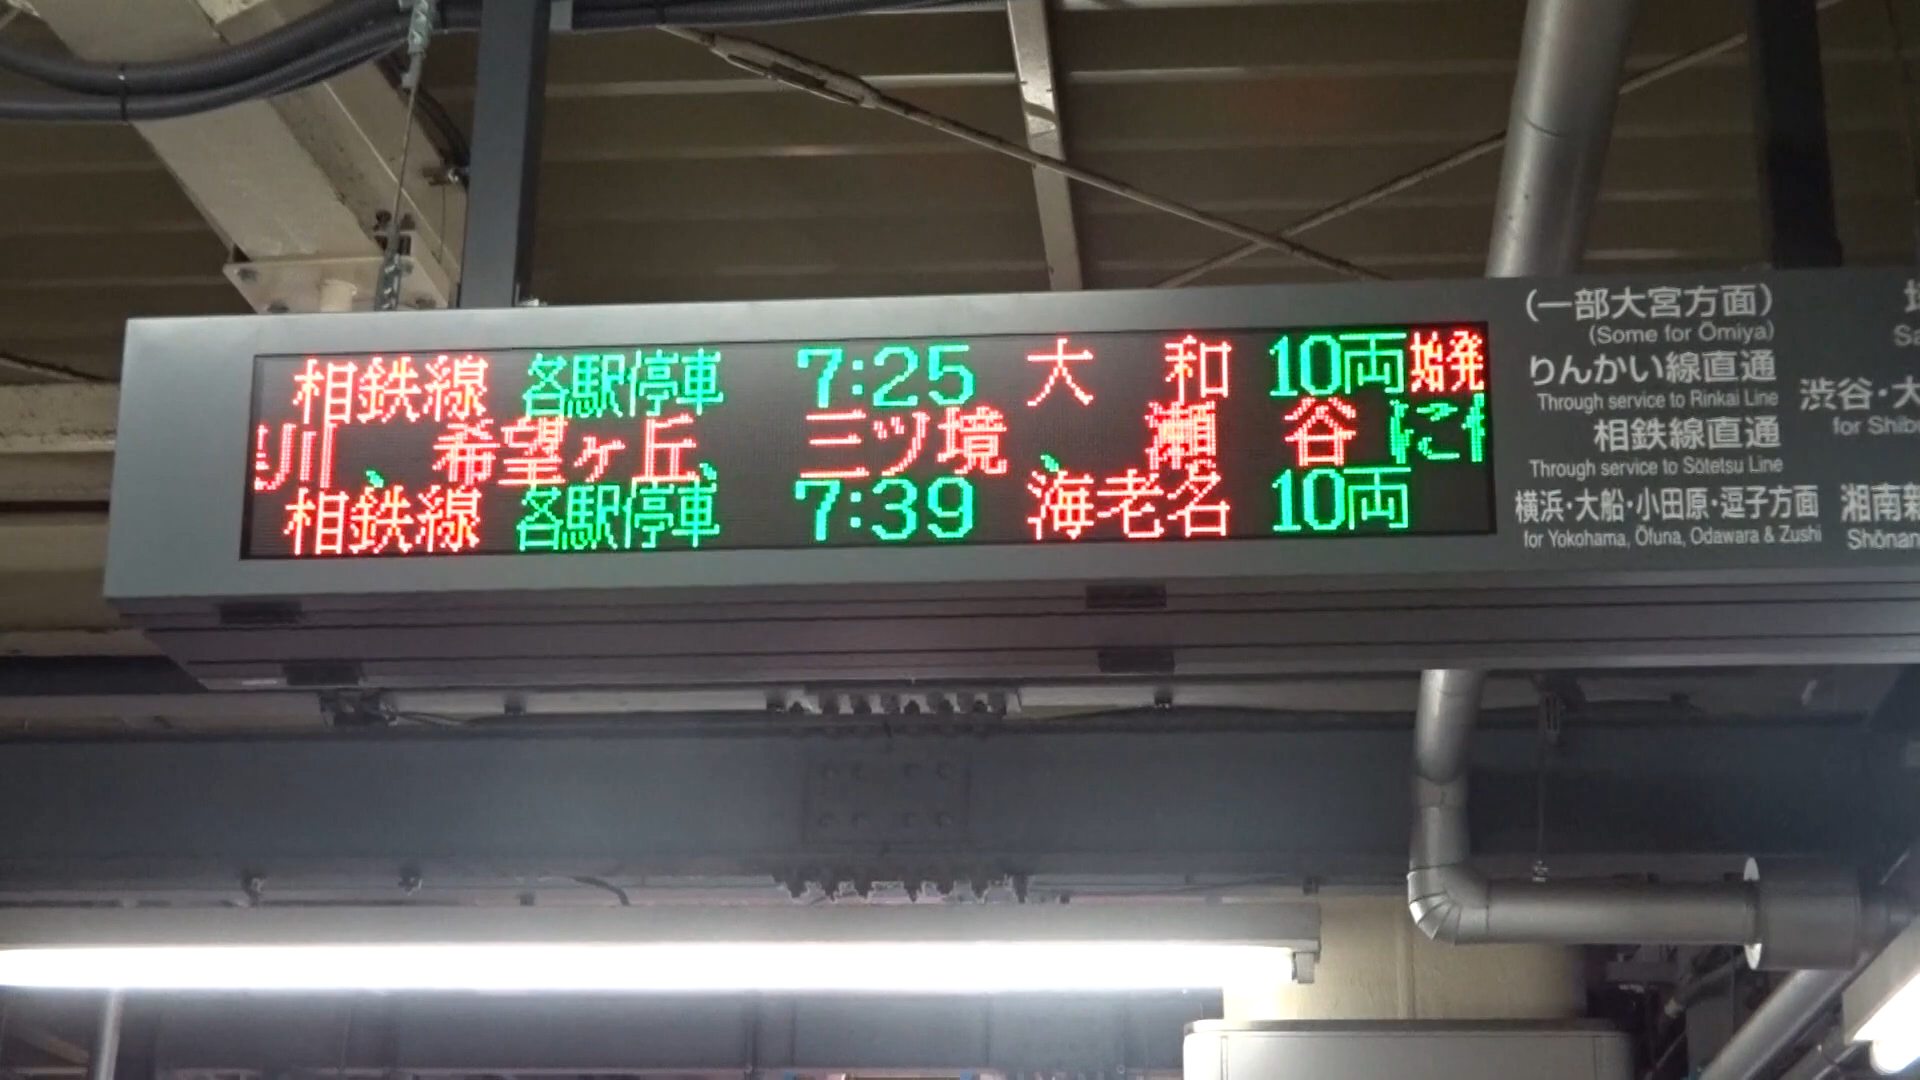 相鉄線 各駅停車 7:25 大 和 10両始発
川、希望ヶ丘、三ツ境、瀬 谷 に
相鉄線 各駅停車 7:39 海老名 10両
(一部大宮方面)
(Some for Ōmiya)
りんかい線直通
Through service to Rinkai Line
相鉄線直通
Through service to Sōtetsu Line
横浜・大船・小田原・逗子方面
for Yokohama, Ōfuna, Odawara & Zushi
渋谷・大
for Shibu
湘南新
Shōnan